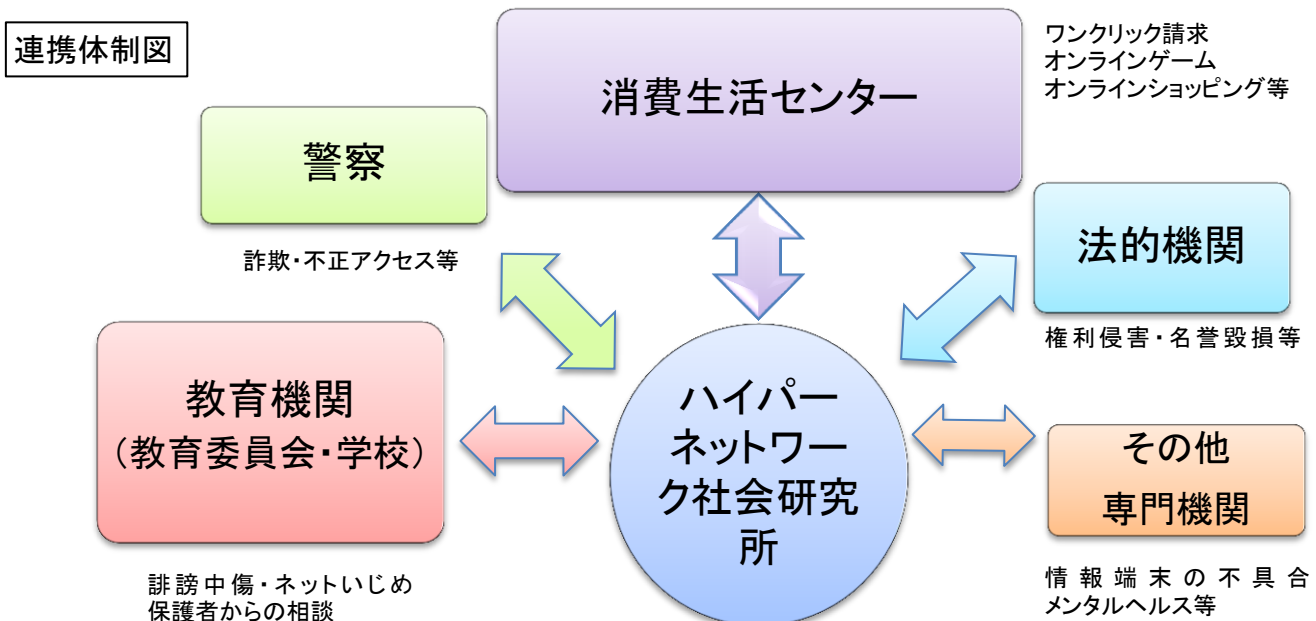 連携体制図
消費生活センター
ワンクリック請求
オンラインゲーム
オンラインショッピング等
警察
詐欺・不正アクセス等
法的機関
権利侵害・名誉毀損等
教育機関
（教育委員会・学校）
誹謗中傷・ネットいじめ
保護者からの相談
ハイパー
ネットワー
ク社会研究
所
その他
専門機関
情報端末の不具合
メンタルヘルス等